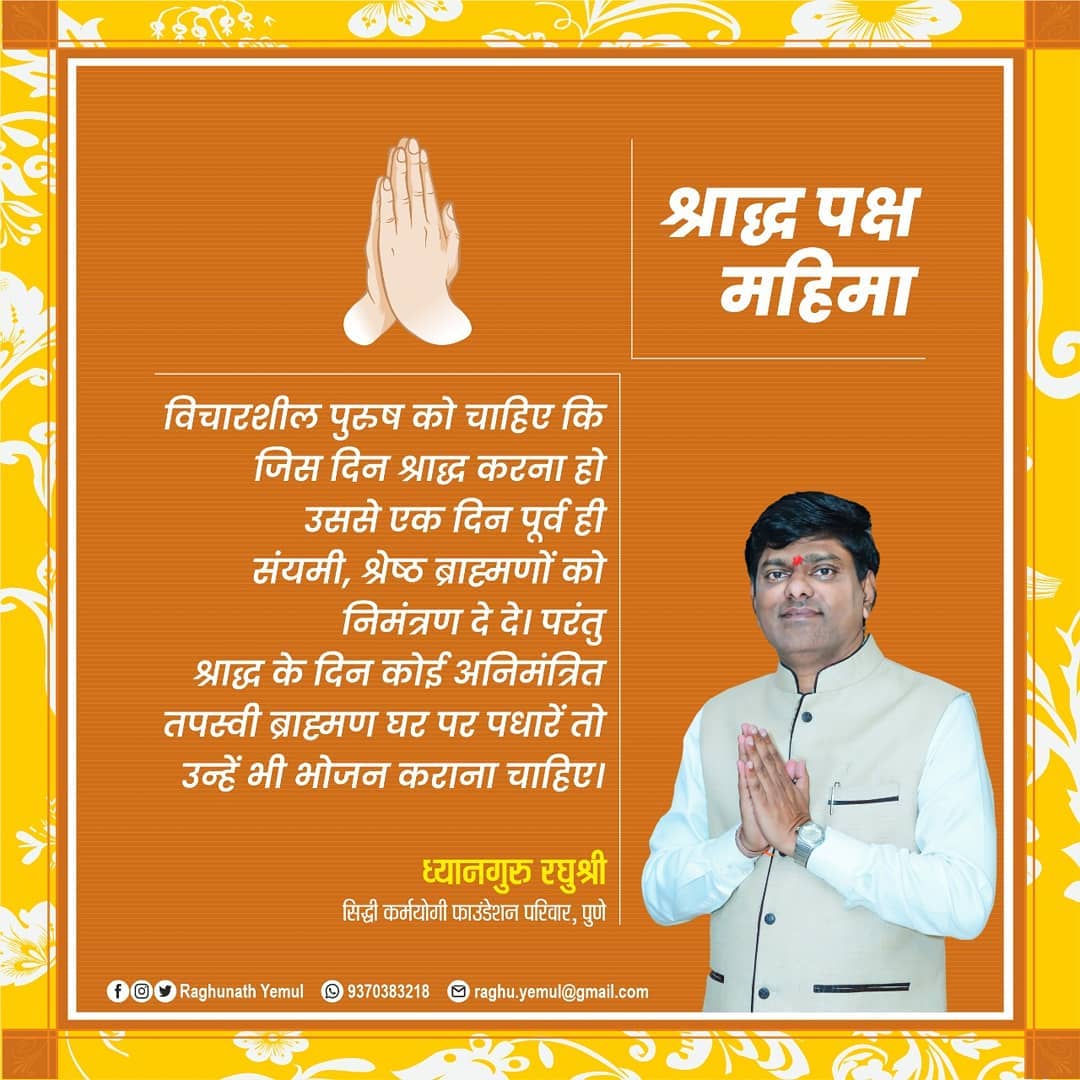 श्राद्ध पक्ष
महिमा
विचारशील पुरुष को चाहिए कि
जिस दिन श्राद्ध करना हो
उससे एक दिन पूर्व ही
संयमी, श्रेष्ठ ब्राह्मणों को
निमंत्रण दे दे। परंतु
श्राद्ध के दिन कोई अनिमंत्रित
तपस्वी ब्राह्मण घर पर पधारें तो
उन्हें भी भोजन कराना चाहिए।
ध्यानगुरु रघुश्री
सिद्धी कर्मयोगी फाउंडेशन परिवार, पुणे
Raghunath Yemul 9370383218 raghu.yemul@gmail.com